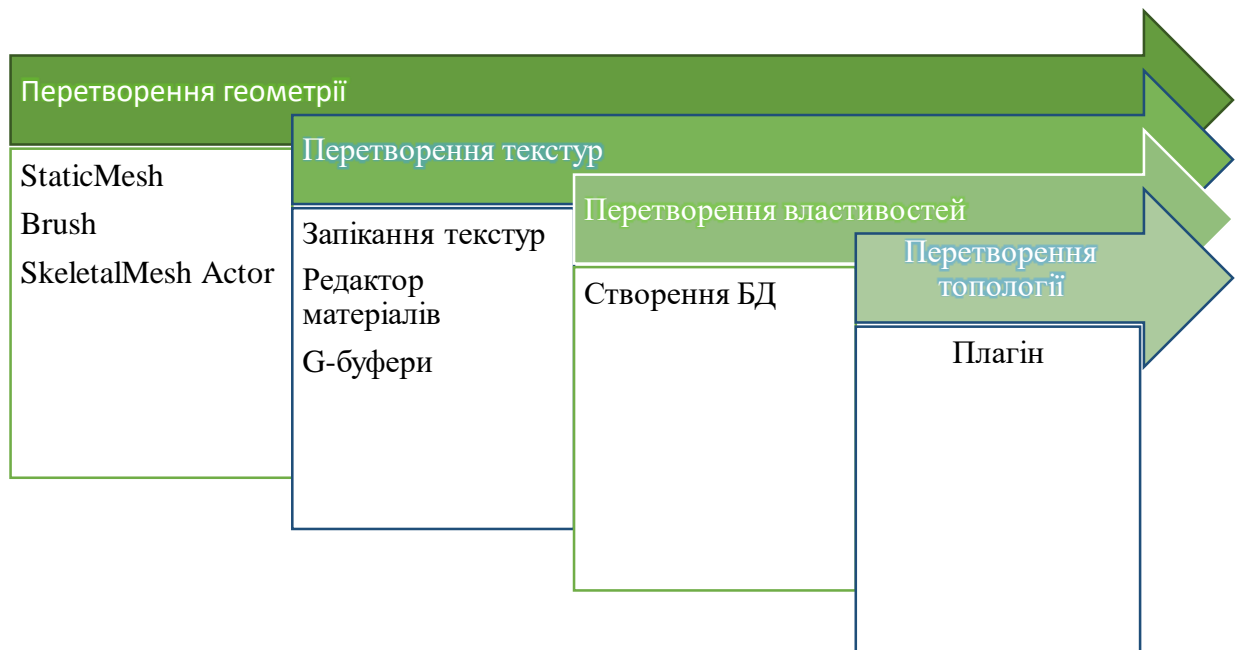 Перетворення геометрії
StaticMesh
Brush
SkeletalMesh Actor
Перетворення текстур
Запікання текстур
Редактор
матеріалів
G-буфери
Перетворення властивостей
Створення БД
Перетворення
топології
Плагін